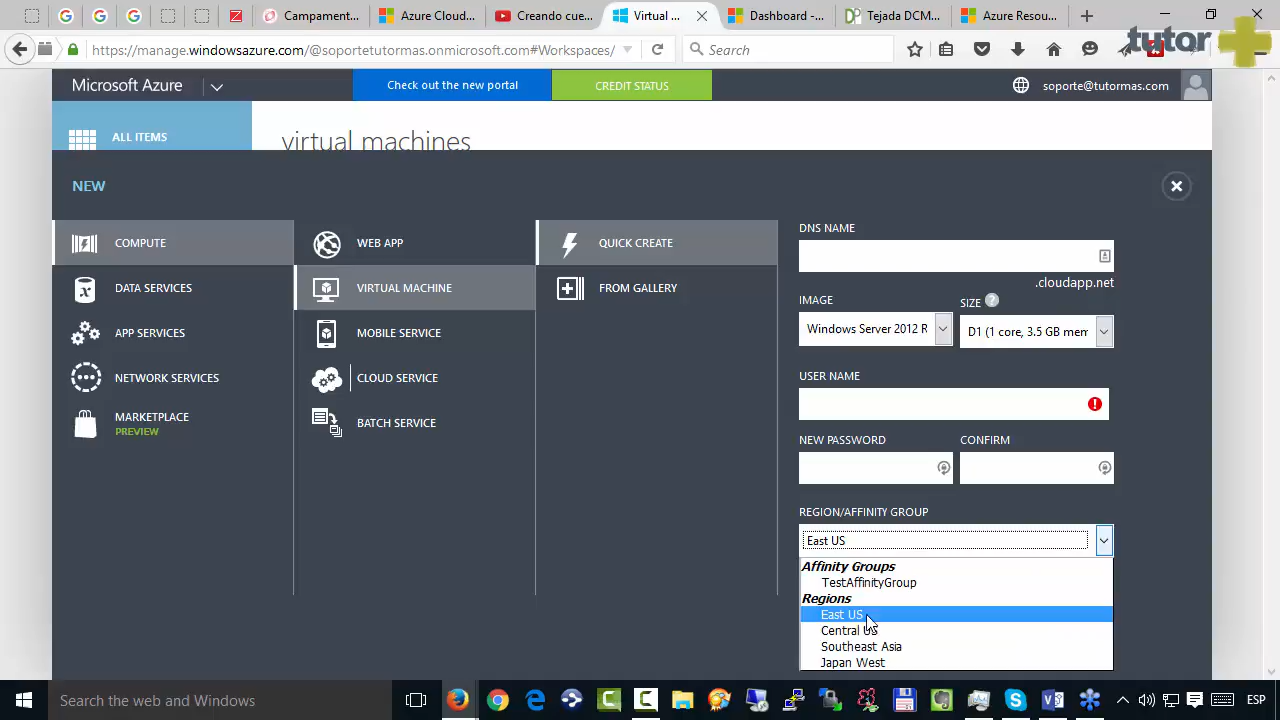 Campament...
Azure Cloud...
Creando cue...
Virtual ...
Dashboard -...
Tejada DCM...
Azure Resou...
tutor
https://manage.windowsazure.com/@soportetutormas.onmicrosoft.com#Workspaces/
Search
Microsoft Azure
Check out the new portal
CREDIT STATUS
soporte@tutormas.com
ALL ITEMS
virtual machines
NEW
COMPUTE
DATA SERVICES
APP SERVICES
NETWORK SERVICES
MARKETPLACE
PREVIEW
WEB APP
VIRTUAL MACHINE
MOBILE SERVICE
CLOUD SERVICE
BATCH SERVICE
QUICK CREATE
FROM GALLERY
DNS NAME
.cloudapp.net
IMAGE
SIZE
Windows Server 2012 R
D1 (1 core, 3.5 GB mem
USER NAME
NEW PASSWORD
CONFIRM
REGION/AFFINITY GROUP
East US
Affinity Groups
TestAffinityGroup
Regions
East US
Central US
Southeast Asia
Japan West
Search the web and Windows
ESP